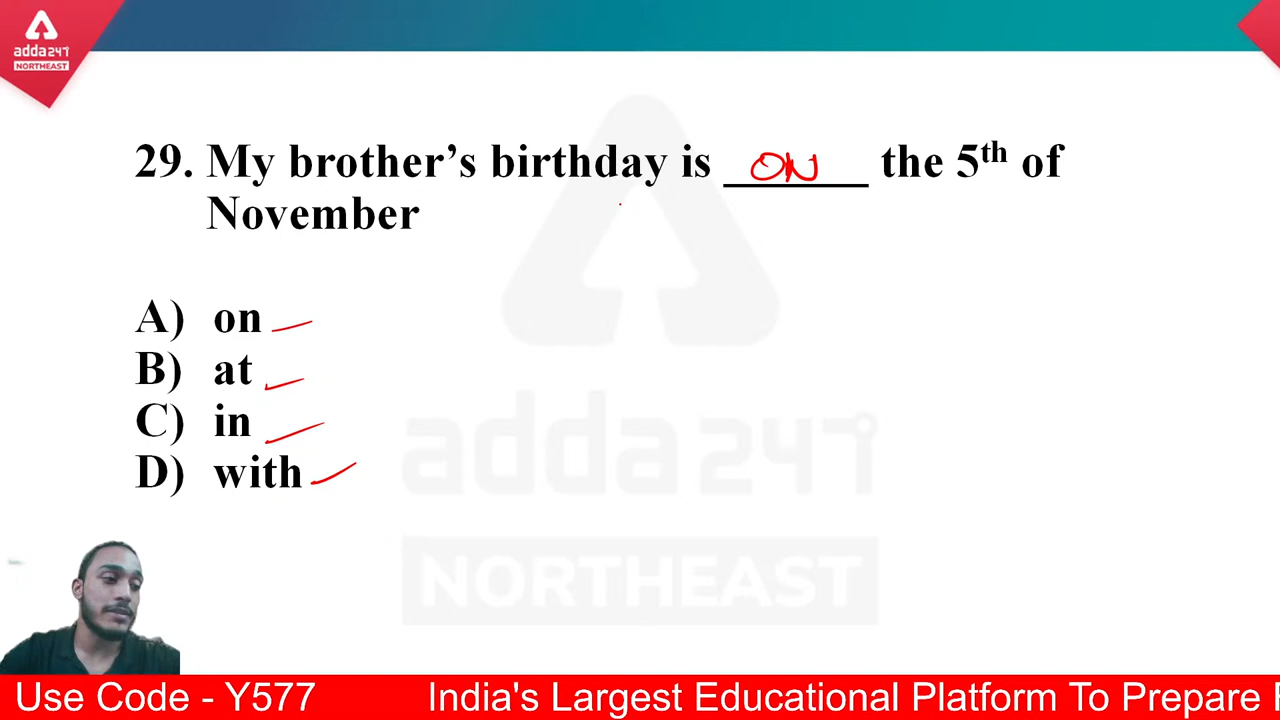 adda247
NORTHEAST
29. My brother's birthday is ON the 5th of
November
A) on
B) at
C) in
D) with
adda247
NORTHEAST
Use Code - Y577 India's Largest Educational Platform To Prepare